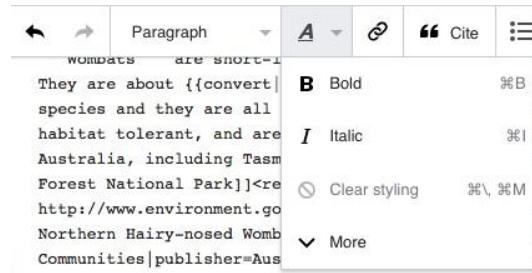 Paragraph A Cite
Wombats are short-l
They are about {{convert|
species and they are all
habitat tolerant, and are
Australia, including Tasm
Forest National Park]]<re
http://www.environment.go
Northern Hairy-nosed Womb
Communities|publisher=Aus
B Bold ⌘B
I Italic ⌘I
Clear styling ⌘\, ⌘M
More